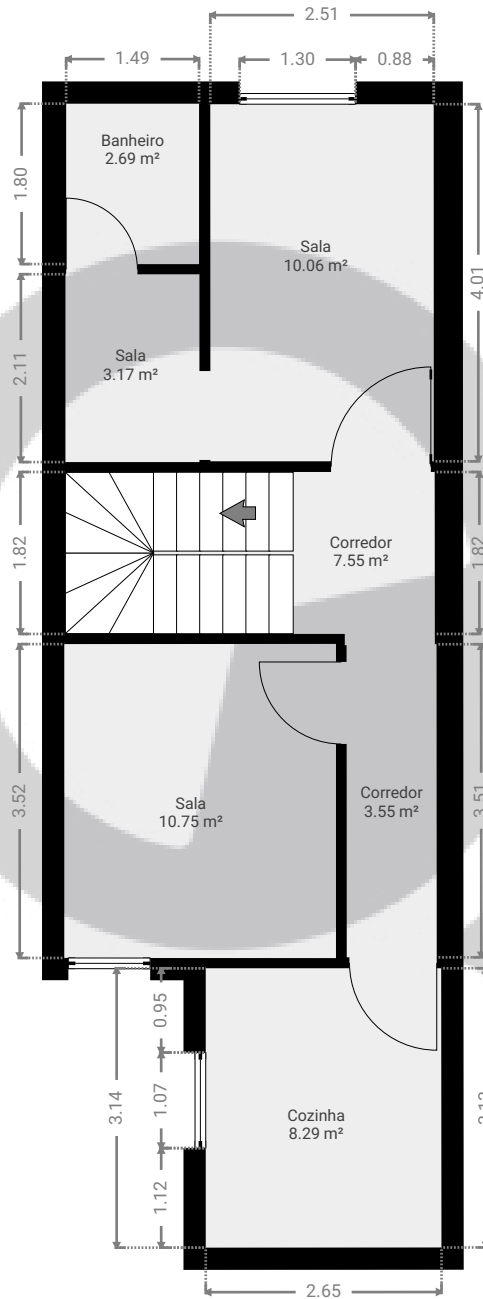 2.51
1.49
1.30
0.88
Banheiro
2.69 m²
1.80
Sala
10.06 m²
4.01
Sala
3.17 m²
2.11
1.82
Corredor
7.55 m²
1.82
3.52
Sala
10.75 m²
Corredor
3.55 m²
3.51
0.95
3.14
1.07
Cozinha
8.29 m²
1.12
2.65